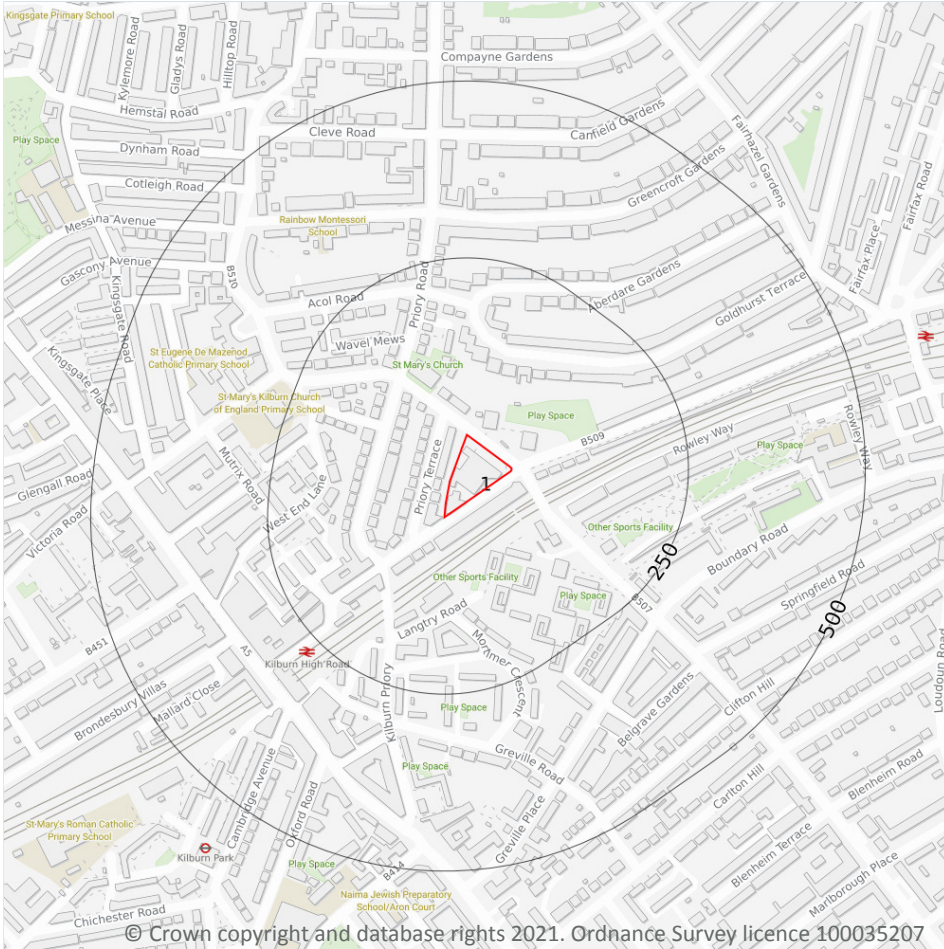 Kingsgate Primary School
Kylemore Road
Gladys Road
Hilltop Road
Compayne Gardens
Hemstal Road
Canfield Gardens
Cleve Road
Fairhazel Gardens
Play Space
Dynham Road
Greencroft Gardens
Cotleigh Road
Fairfax Road
Messina Avenue
Rainbow Montessori
School
Fairfax Place
Gascony Avenue
B510
Priory Road
Aberdare Gardens
Goldhurst Terrace
Acol Road
Kingsgate Road
Wavel Mews
St Eugene De Mazenod
Catholic Primary School
St Mary's Church
Kingsgate Place
St Mary's Kilburn Church
of England Primary School
Play Space
B509
Rowley Way
Rowley Way
Play Space
Priory Terrace
1
Mutrix Road
Glengall Road
West End Lane
Victoria Road
Other Sports Facility
Boundary Road
250
Other Sports Facility
Springfield Road
Play Space
B507
500
Langtry Road
B451
A5
Mortimer Crescent
Kilburn High Road
Loudoun Road
Brondesbury Villas
Mallard Close
Kilburn Priory
Belgrave Gardens
Clifton Hill
Play Space
Greville Road
Play Space
Cambridge Avenue
Oxford Road
Carlton Hill
Blenheim Road
Greville Place
St Mary's Roman Catholic
Primary School
Kilburn Park
Play Space
B414
Blenheim Terrace
Marlborough Place
Naima Jewish Preparatory
School/Aron Court
Chichester Road
© Crown copyright and database rights 2021. Ordnance Survey licence 100035207